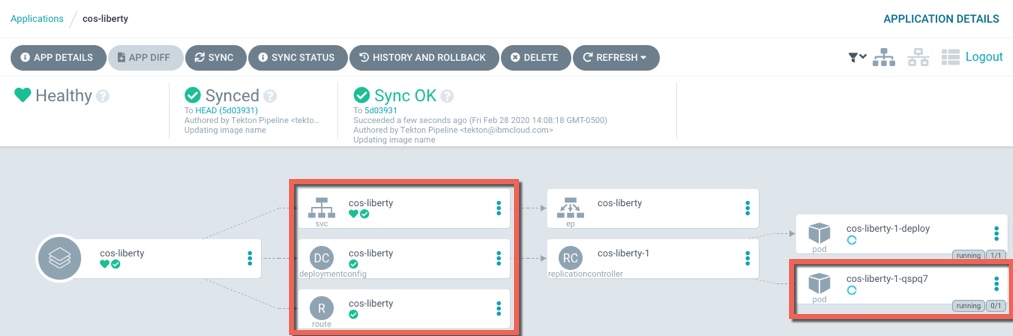 Applications / cos-liberty
APPLICATION DETAILS
APP DETAILS
APP DIFF
SYNC
SYNC STATUS
HISTORY AND ROLLBACK
DELETE
REFRESH
Logout
Healthy
Synced
To HEAD (5d03931)
Authored by Tekton Pipeline <tekto...
Updating image name
Sync OK
To 5d03931
Succeeded a few seconds ago (Fri Feb 28 2020 14:08:18 GMT-0500)
Authored by Tekton Pipeline <tekton@ibmcloud.com>
Updating image name
cos-liberty
cos-liberty
svc
DC
cos-liberty
deploymentconfig
R
cos-liberty
route
cos-liberty
ep
RC
cos-liberty-1
replicationcontroller
cos-liberty-1-deploy
pod
running 1/1
cos-liberty-1-qspq7
pod
running 0/1